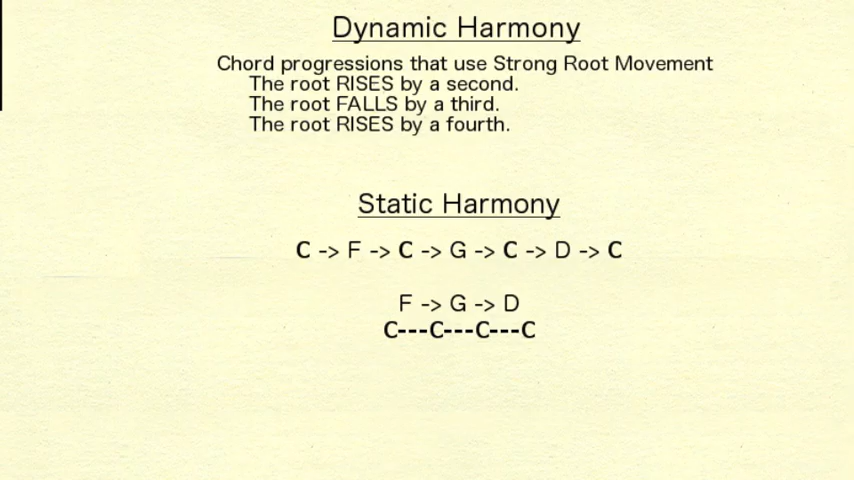 Dynamic Harmony
Chord progressions that use Strong Root Movement
The root RISES by a second.
The root FALLS by a third.
The root RISES by a fourth.
Static Harmony
C -> F -> C -> G -> C -> D -> C
F -> G -> D
C---C---C---C